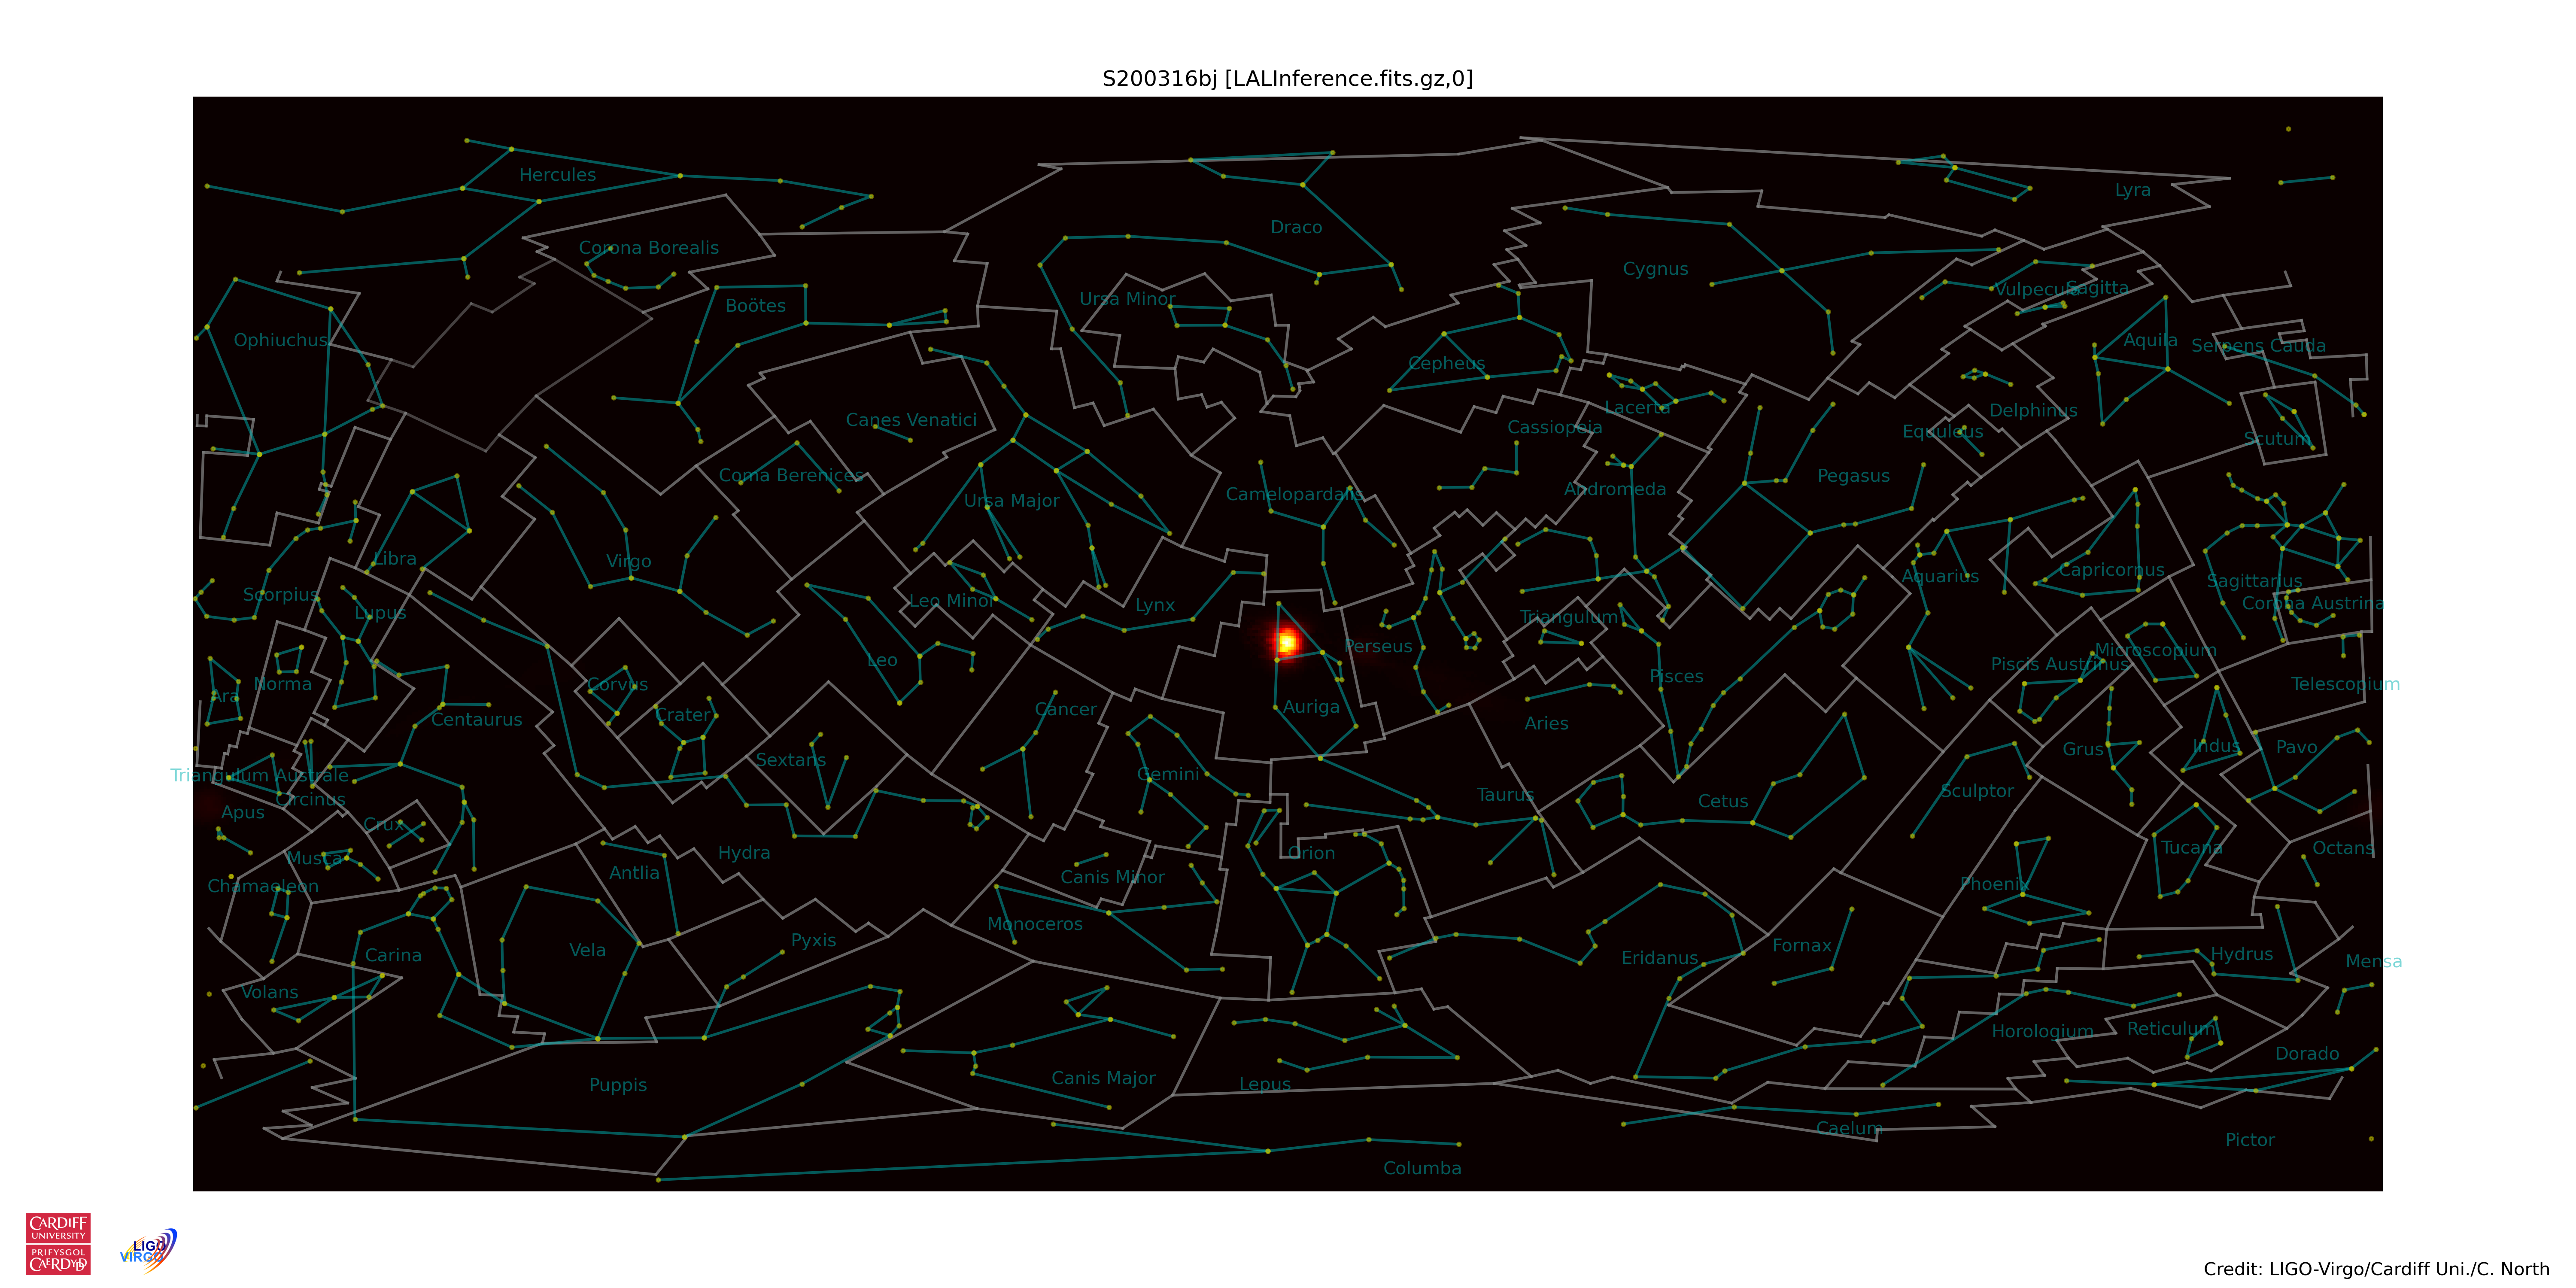 S200316bj [LALInference.fits.gz,0]
Hercules
Lyra
Draco
Corona Borealis
Cygnus
Ursa Minor
Boötes
Vulpecula
Sagitta
Ophiuchus
Aquila
Serpens Cauda
Cepheus
Canes Venatici
Lacerta
Delphinus
Cassiopeia
Equuleus
Scutum
Coma Berenices
Pegasus
Camelopardalis
Andromeda
Ursa Major
Libra
Virgo
Capricornus
Aquarius
Sagittarius
Scorpius
Leo Minor
Lynx
Corona Austrina
Lupus
Triangulum
Perseus
Microscopium
Leo
Piscis Austrinus
Pisces
Norma
Corvus
Telescopium
Ara
Auriga
Cancer
Crater
Centaurus
Aries
Grus
Indus
Pavo
Sextans
Gemini
Triangulum Australe
Sculptor
Taurus
Circinus
Cetus
Apus
Crux
Hydra
Orion
Tucana
Octans
Musca
Antlia
Canis Minor
Phoenix
Chamaeleon
Monoceros
Pyxis
Fornax
Vela
Carina
Hydrus
Eridanus
Mensa
Volans
Reticulum
Horologium
Dorado
Canis Major
Lepus
Puppis
Caelum
Pictor
Columba
CARDIFF
UNIVERSITY
PRIFYSGOL
CAERDYDD
LIGO
VIRGO
Credit: LIGO-Virgo/Cardiff Uni./C. North